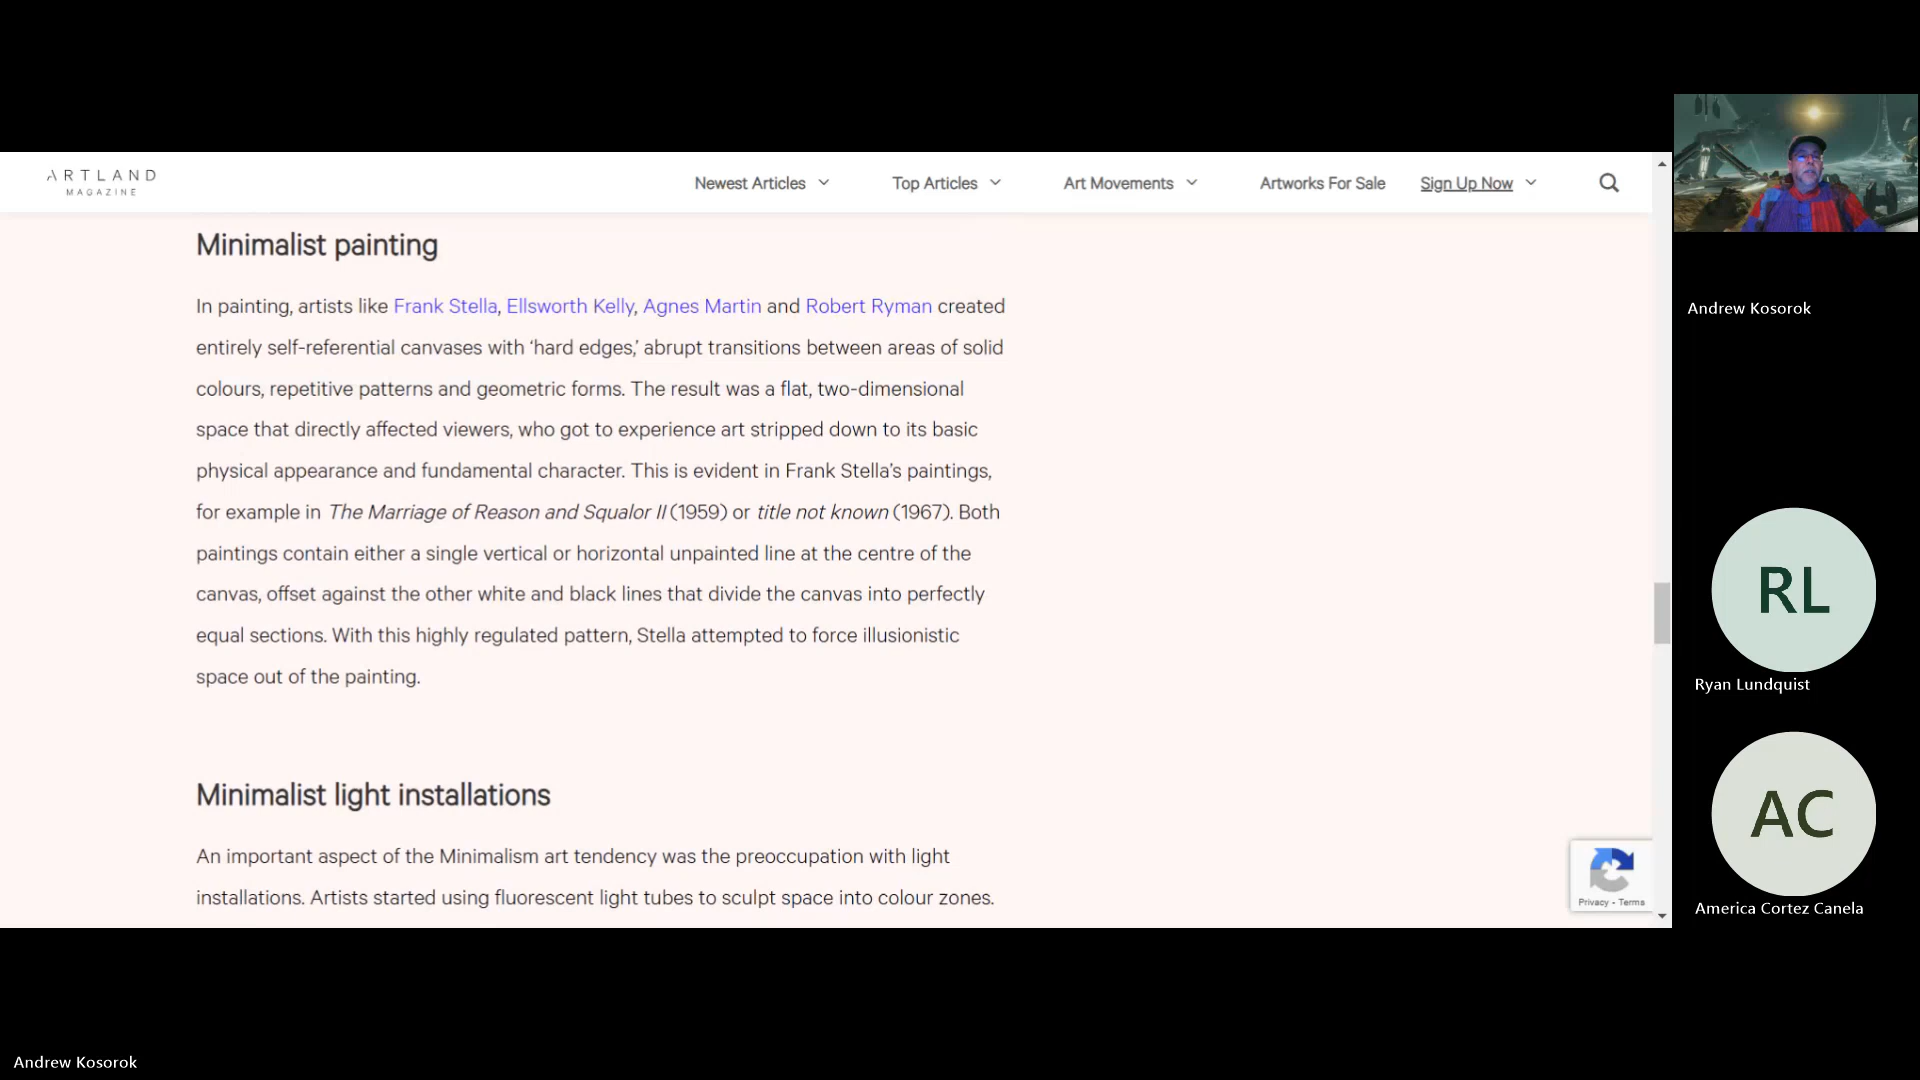 ARTLAND
MAGAZINE
Newest Articles
Top Articles
Art Movements
Artworks For Sale
Sign Up Now
Minimalist painting
In painting, artists like Frank Stella, Ellsworth Kelly, Agnes Martin and Robert Ryman created
entirely self-referential canvases with ‘hard edges,’ abrupt transitions between areas of solid
colours, repetitive patterns and geometric forms. The result was a flat, two-dimensional
space that directly affected viewers, who got to experience art stripped down to its basic
physical appearance and fundamental character. This is evident in Frank Stella’s paintings,
for example in The Marriage of Reason and Squalor II (1959) or title not known (1967). Both
paintings contain either a single vertical or horizontal unpainted line at the centre of the
canvas, offset against the other white and black lines that divide the canvas into perfectly
equal sections. With this highly regulated pattern, Stella attempted to force illusionistic
space out of the painting.
Minimalist light installations
An important aspect of the Minimalism art tendency was the preoccupation with light
installations. Artists started using fluorescent light tubes to sculpt space into colour zones.
Privacy - Terms
Andrew Kosorok
RL
Ryan Lundquist
AC
America Cortez Canela
Andrew Kosorok